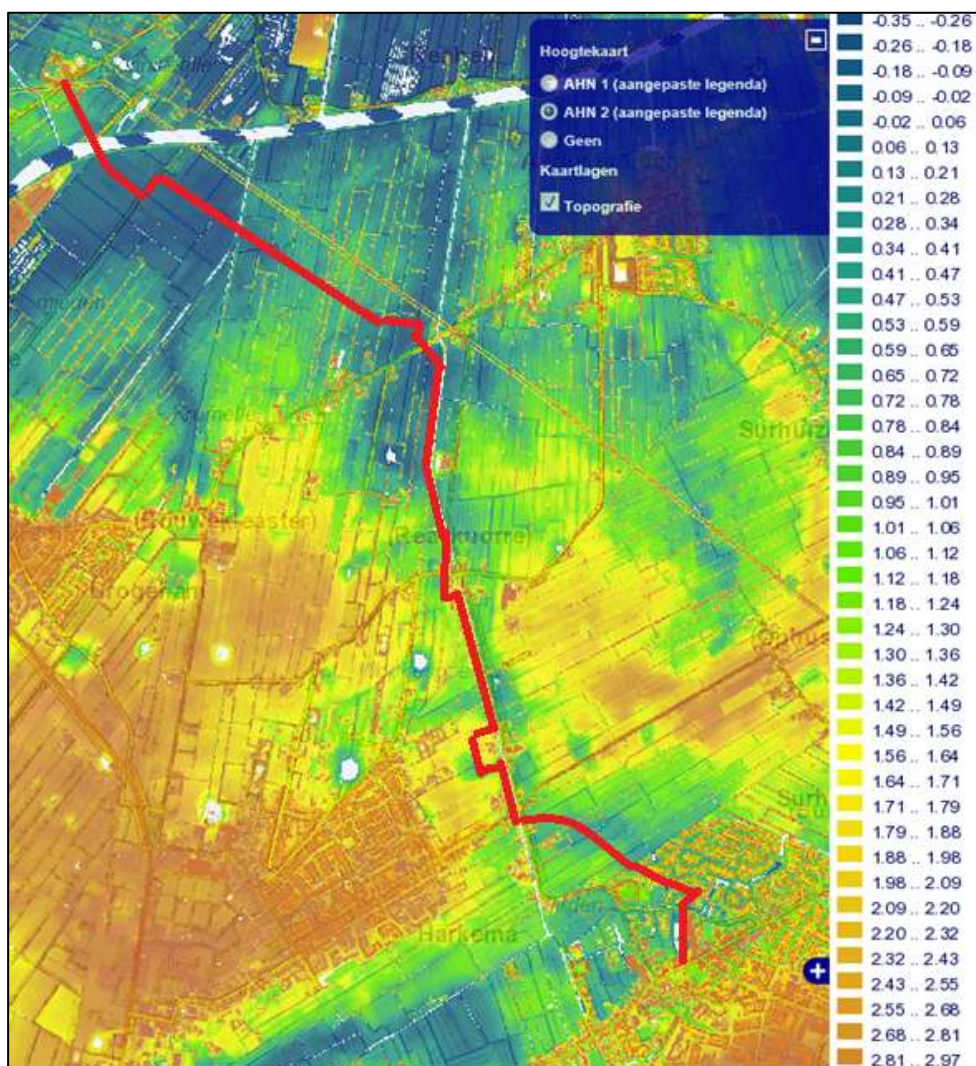 Hoogtekaart
AHN 1 (aangepaste legenda)
AHN 2 (aangepaste legenda)
Geen
Kaartlagen
Topografie
Harkema
-0.35 .. -0.26
-0.26 .. -0.18
-0.18 .. -0.09
-0.09 .. -0.02
-0.02 .. 0.06
0.06 .. 0.13
0.13 .. 0.21
0.21 .. 0.28
0.28 .. 0.34
0.34 .. 0.41
0.41 .. 0.47
0.47 .. 0.53
0.53 .. 0.59
0.59 .. 0.65
0.65 .. 0.72
0.72 .. 0.78
0.78 .. 0.84
0.84 .. 0.89
0.89 .. 0.95
0.95 .. 1.01
1.01 .. 1.06
1.06 .. 1.12
1.12 .. 1.18
1.18 .. 1.24
1.24 .. 1.30
1.30 .. 1.36
1.36 .. 1.42
1.42 .. 1.49
1.49 .. 1.56
1.56 .. 1.64
1.64 .. 1.71
1.71 .. 1.79
1.79 .. 1.88
1.88 .. 1.98
1.98 .. 2.09
2.09 .. 2.20
2.20 .. 2.32
2.32 .. 2.43
2.43 .. 2.55
2.55 .. 2.68
2.68 .. 2.81
2.81 .. 2.97